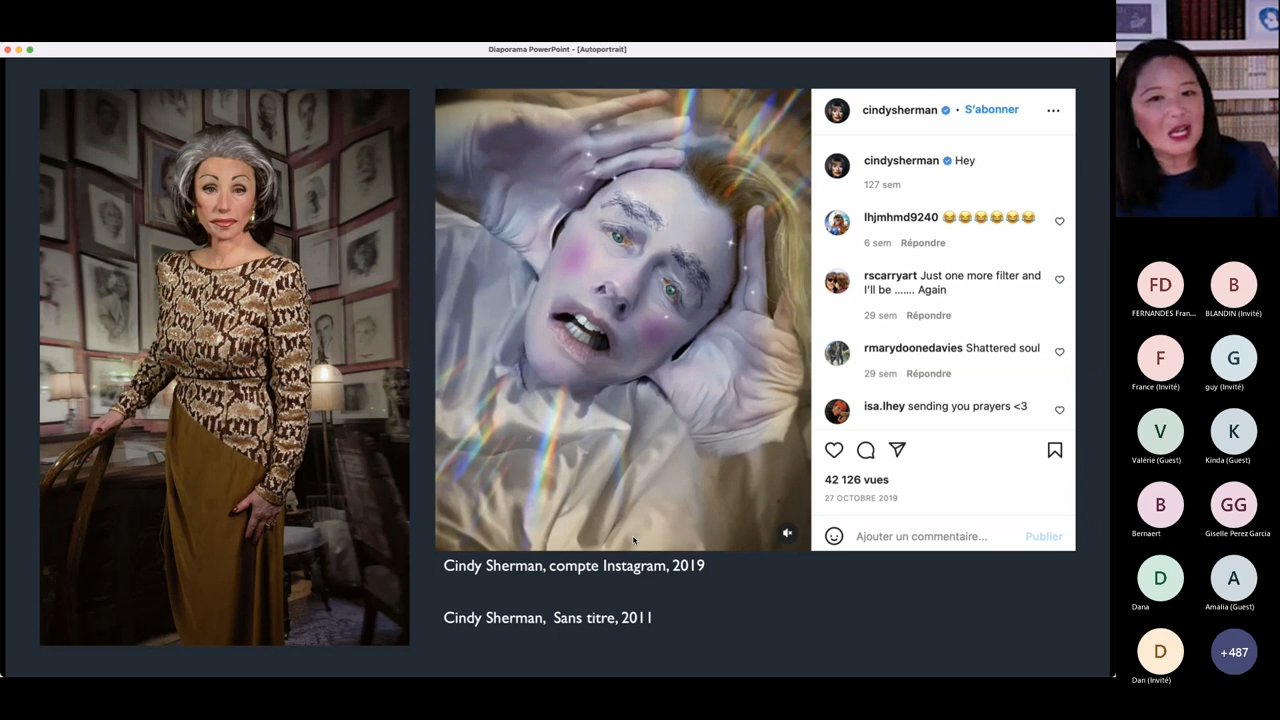 Diaporama PowerPoint - [Autoportrait]
cindysherman • S'abonner
cindysherman Hey
127 sem
lhjmhmd9240 😂😂😂😂😂😂
6 sem Répondre
rscarryart Just one more filter and
I'll be ....... Again
29 sem Répondre
rmarydoonedavies Shattered soul
29 sem Répondre
isa.lhey sending you prayers <3
42 126 vues
27 OCTOBRE 2019
Ajouter un commentaire... Publier
Cindy Sherman, compte Instagram, 2019
Cindy Sherman, Sans titre, 2011
FD B
FERNANDES Fran... BLANDIN (Invité)
F G
France (Invité) guy (Invité)
V K
Valérie (Guest) Kinda (Guest)
B GG
Bernaert Giselle Perez Garcia
D A
Dana Amalia (Guest)
D +487
Dan (Invité)